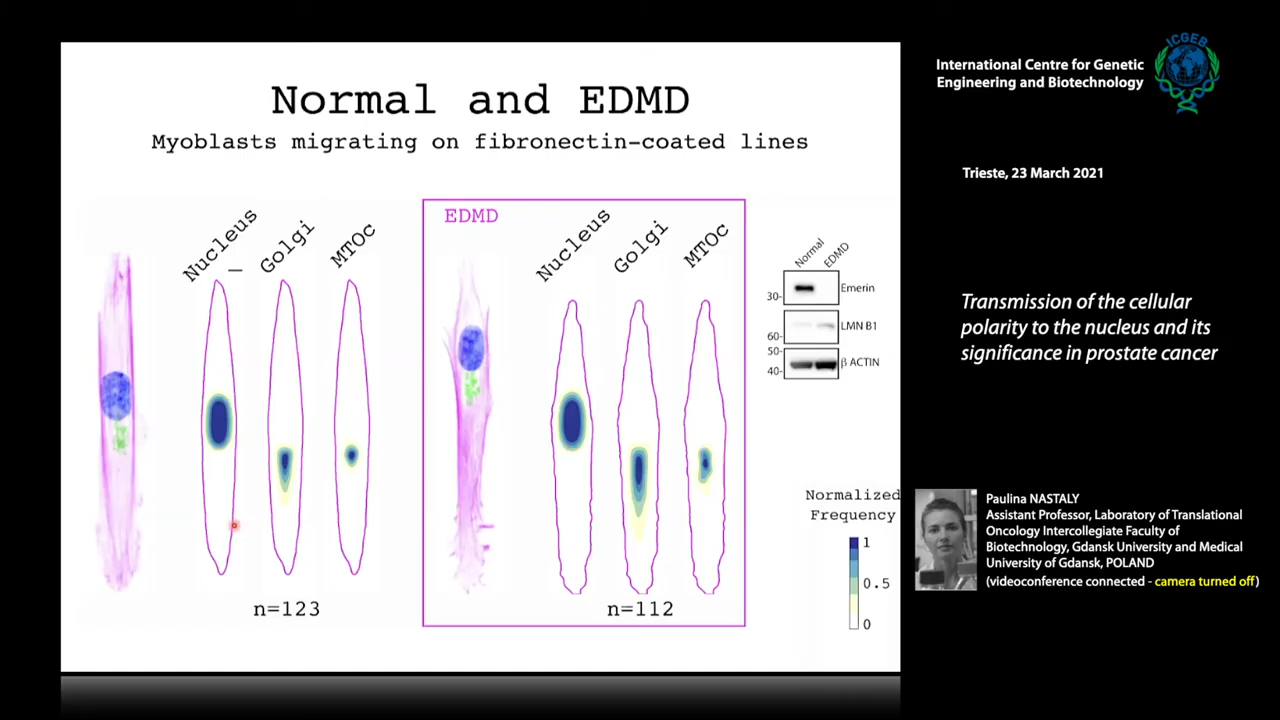 Normal and EDMD
Myoblasts migrating on fibronectin-coated lines
Nucleus
Golgi
MTOc
n=123
EDMD
Nucleus
Golgi
MTOc
n=112
Normal
EDMD
30-
Emerin
60-
LMN B1
50-
40-
β ACTIN
Normalized
Frequency
1
0.5
0
ICGEB
International Centre for Genetic
Engineering and Biotechnology
Trieste, 23 March 2021
Transmission of the cellular
polarity to the nucleus and its
significance in prostate cancer
Paulina NASTALY
Assistant Professor, Laboratory of Translational
Oncology Intercollegiate Faculty of
Biotechnology, Gdansk University and Medical
University of Gdansk, POLAND
(videoconference connected - camera turned off)